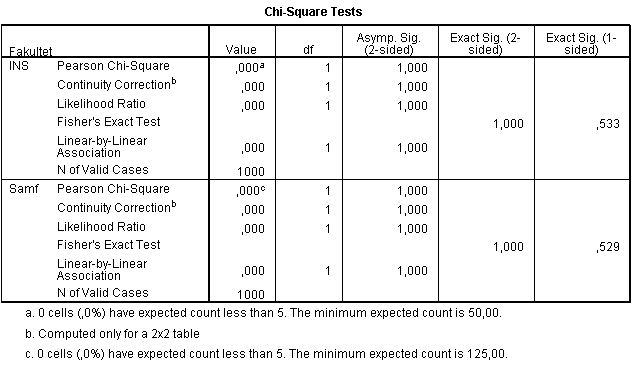 Chi-Square Tests
Fakultet Value df Asymp. Sig. (2-sided) Exact Sig. (2-sided) Exact Sig. (1-sided)
INS Pearson Chi-Square ,000a 1 1,000
Continuity Correctionb ,000 1 1,000
Likelihood Ratio ,000 1 1,000
Fisher's Exact Test 1,000 ,533
Linear-by-Linear Association ,000 1 1,000
N of Valid Cases 1000
Samf Pearson Chi-Square ,000c 1 1,000
Continuity Correctionb ,000 1 1,000
Likelihood Ratio ,000 1 1,000
Fisher's Exact Test 1,000 ,529
Linear-by-Linear Association ,000 1 1,000
N of Valid Cases 1000
a. 0 cells (,0%) have expected count less than 5. The minimum expected count is 50,00.
b. Computed only for a 2x2 table
c. 0 cells (,0%) have expected count less than 5. The minimum expected count is 125,00.